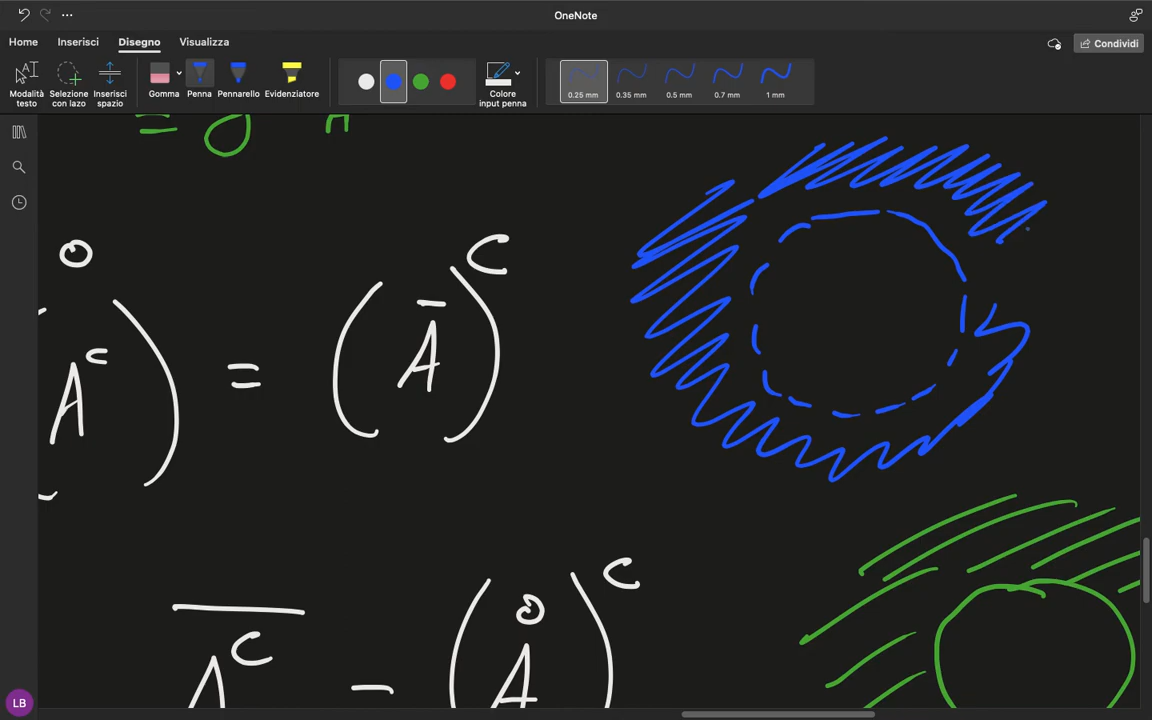 OneNote
Home Inserisci Disegno Visualizza
Condividi
Modalità testo
Selezione con lazo
Inserisci spazio
Gomma
Penna
Pennarello
Evidenziatore
Colore input penna
0.25 mm
0.35 mm
0.5 mm
0.7 mm
1 mm
= ∂ A
(A^c)^o = (Ā)^C
\overline{A^C} = (Å)^C
LB